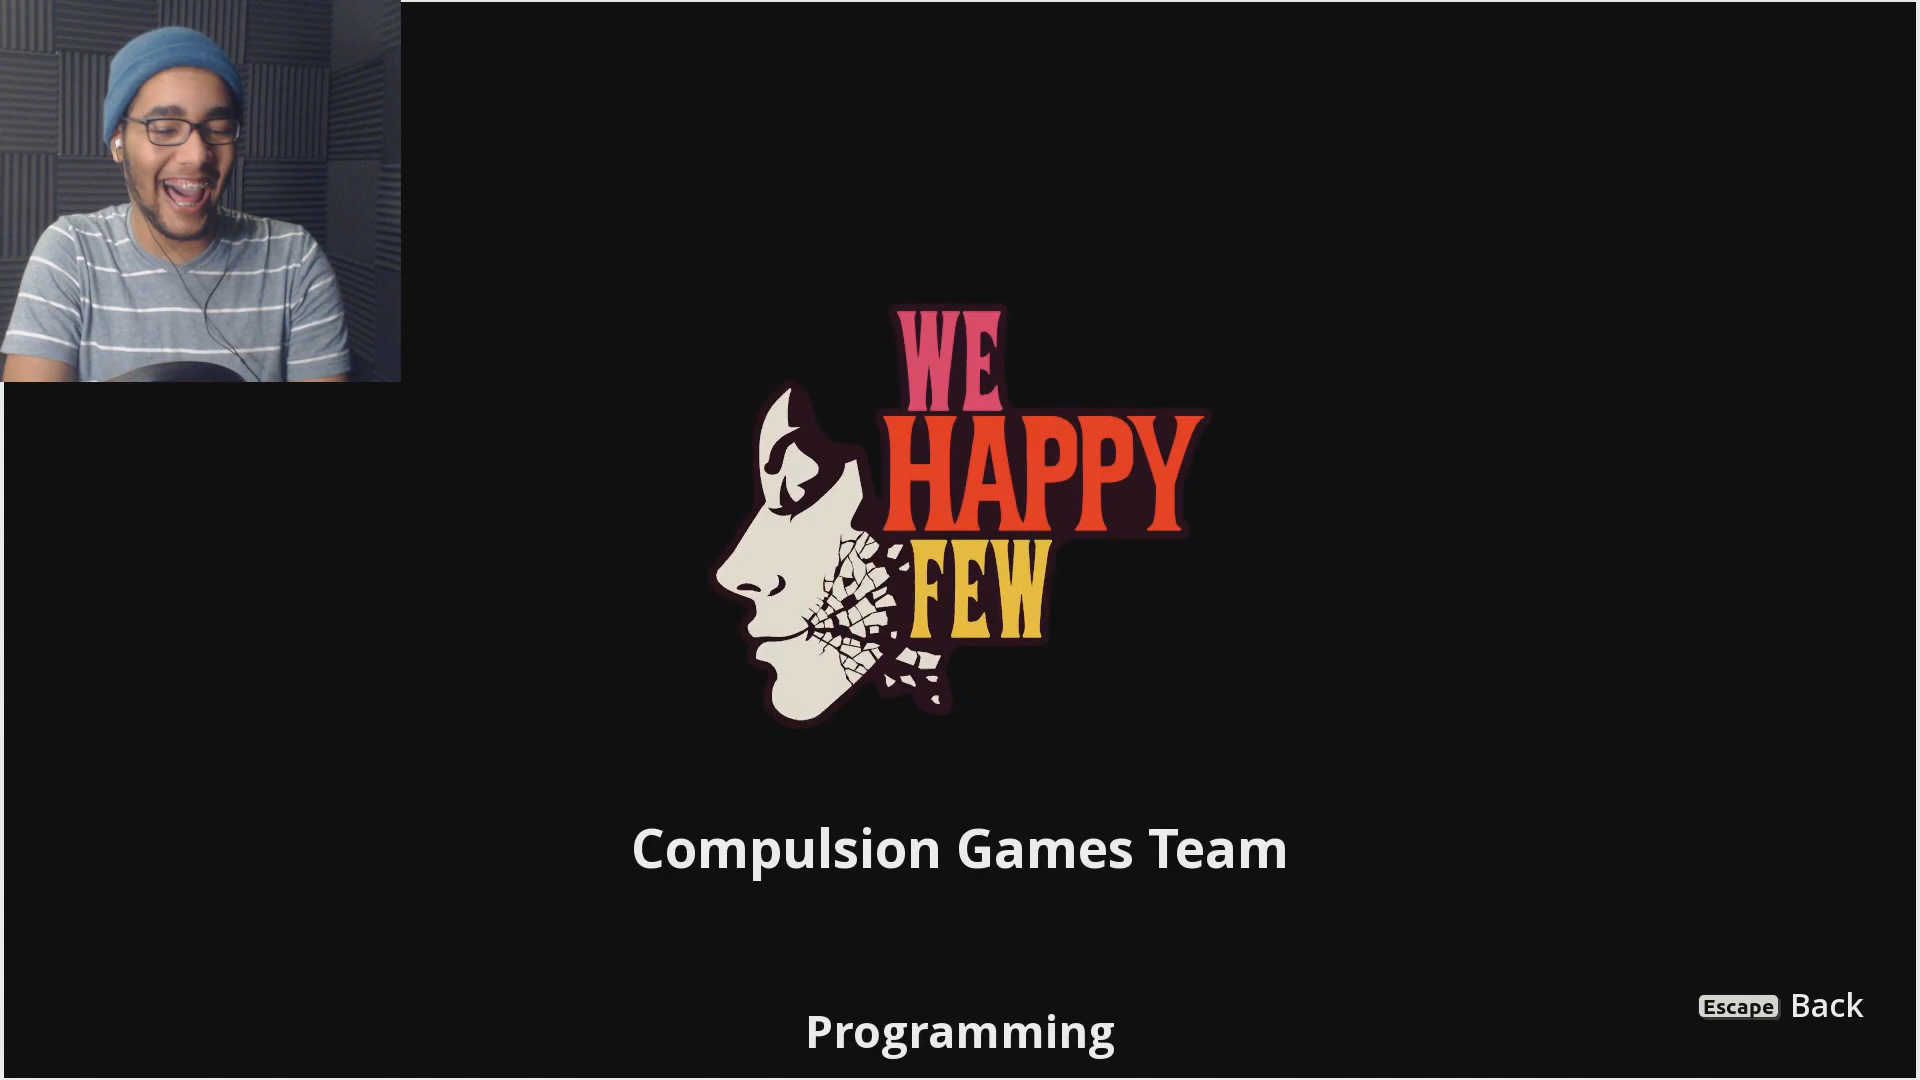 WE
HAPPY
FEW
Compulsion Games Team
Programming
Escape Back